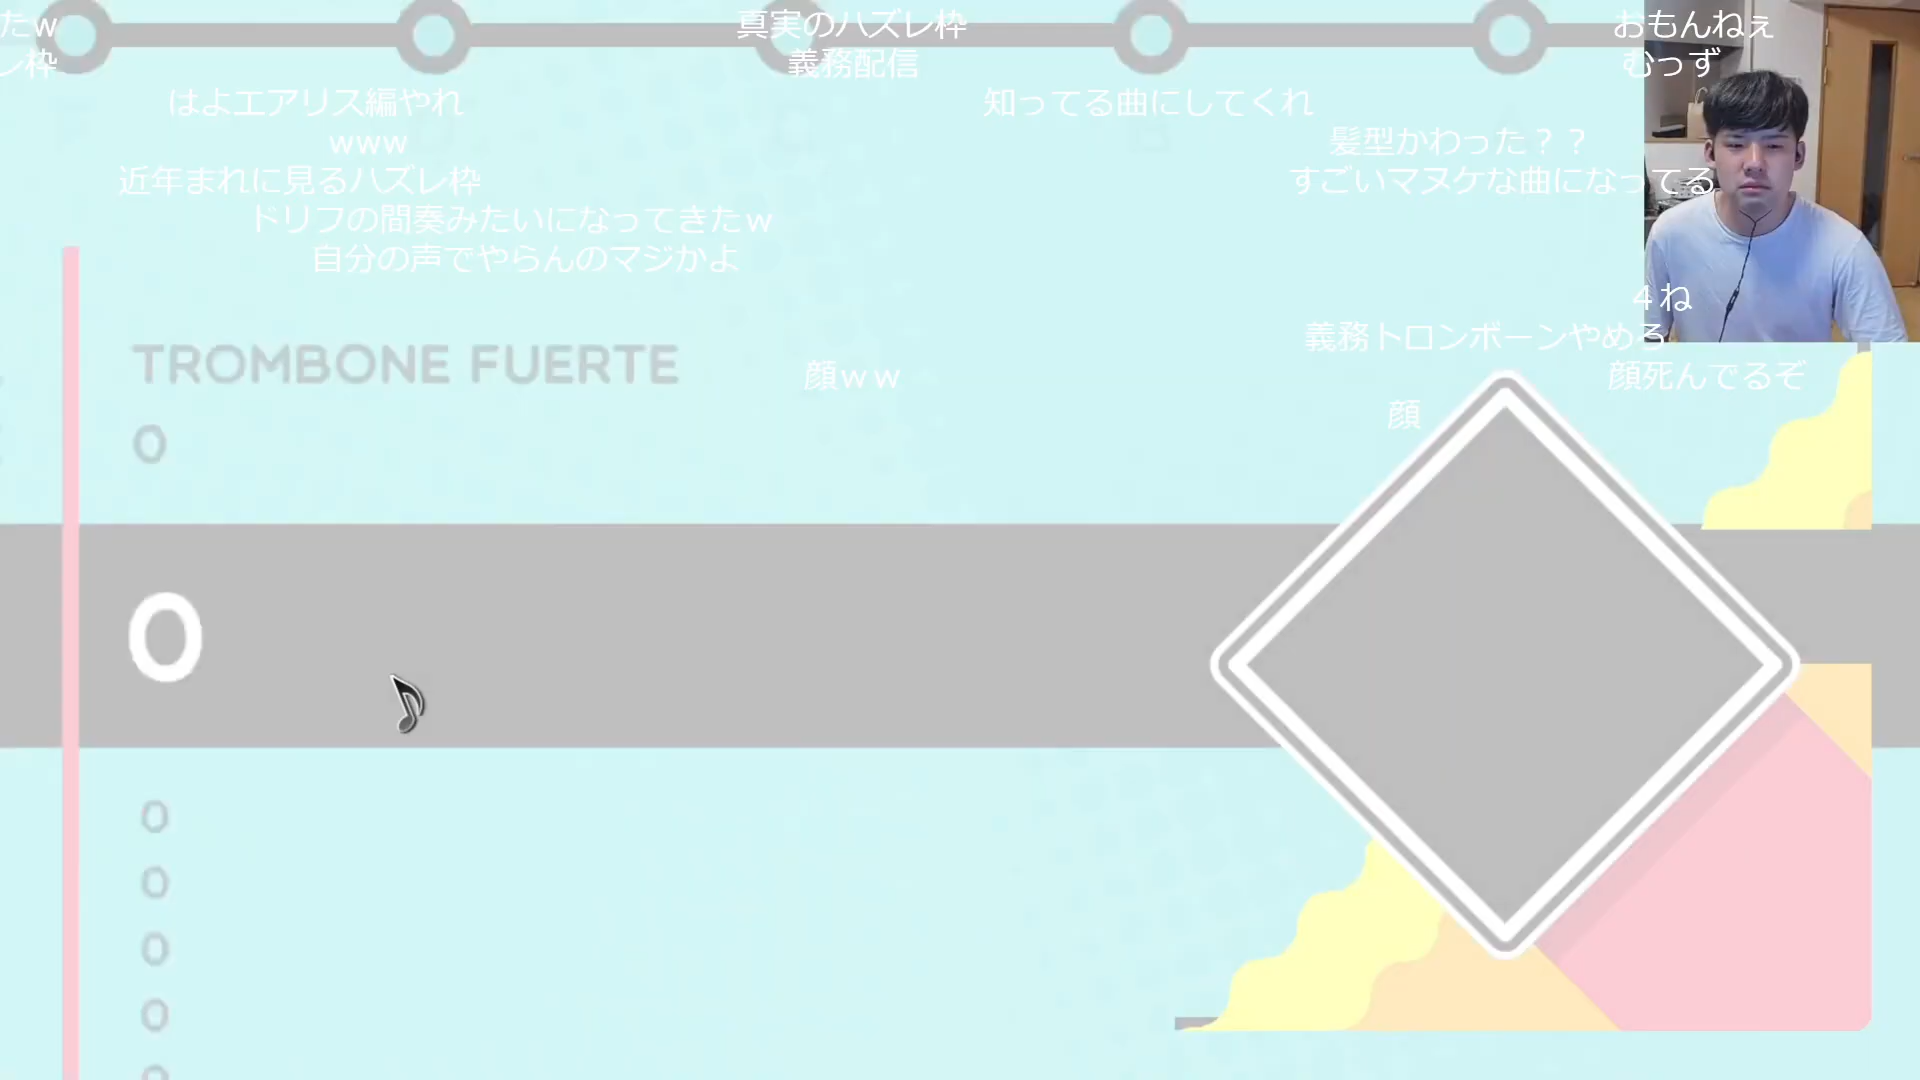 たw
真実のハズレ枠
おもんねぇ
レ枠
義務配信
むっず
はよエアリス編やれ
知ってる曲にしてくれ
www
髪型かわった？？
近年まれに見るハズレ枠
すごいマヌケな曲になってる
ドリフの間奏みたいになってきたw
自分の声でやらんのマジかよ
４ね
義務トロンボーンやめろ
TROMBONE FUERTE
顔ww
顔死んでるぞ
顔
0
0
0
0
0
0
0